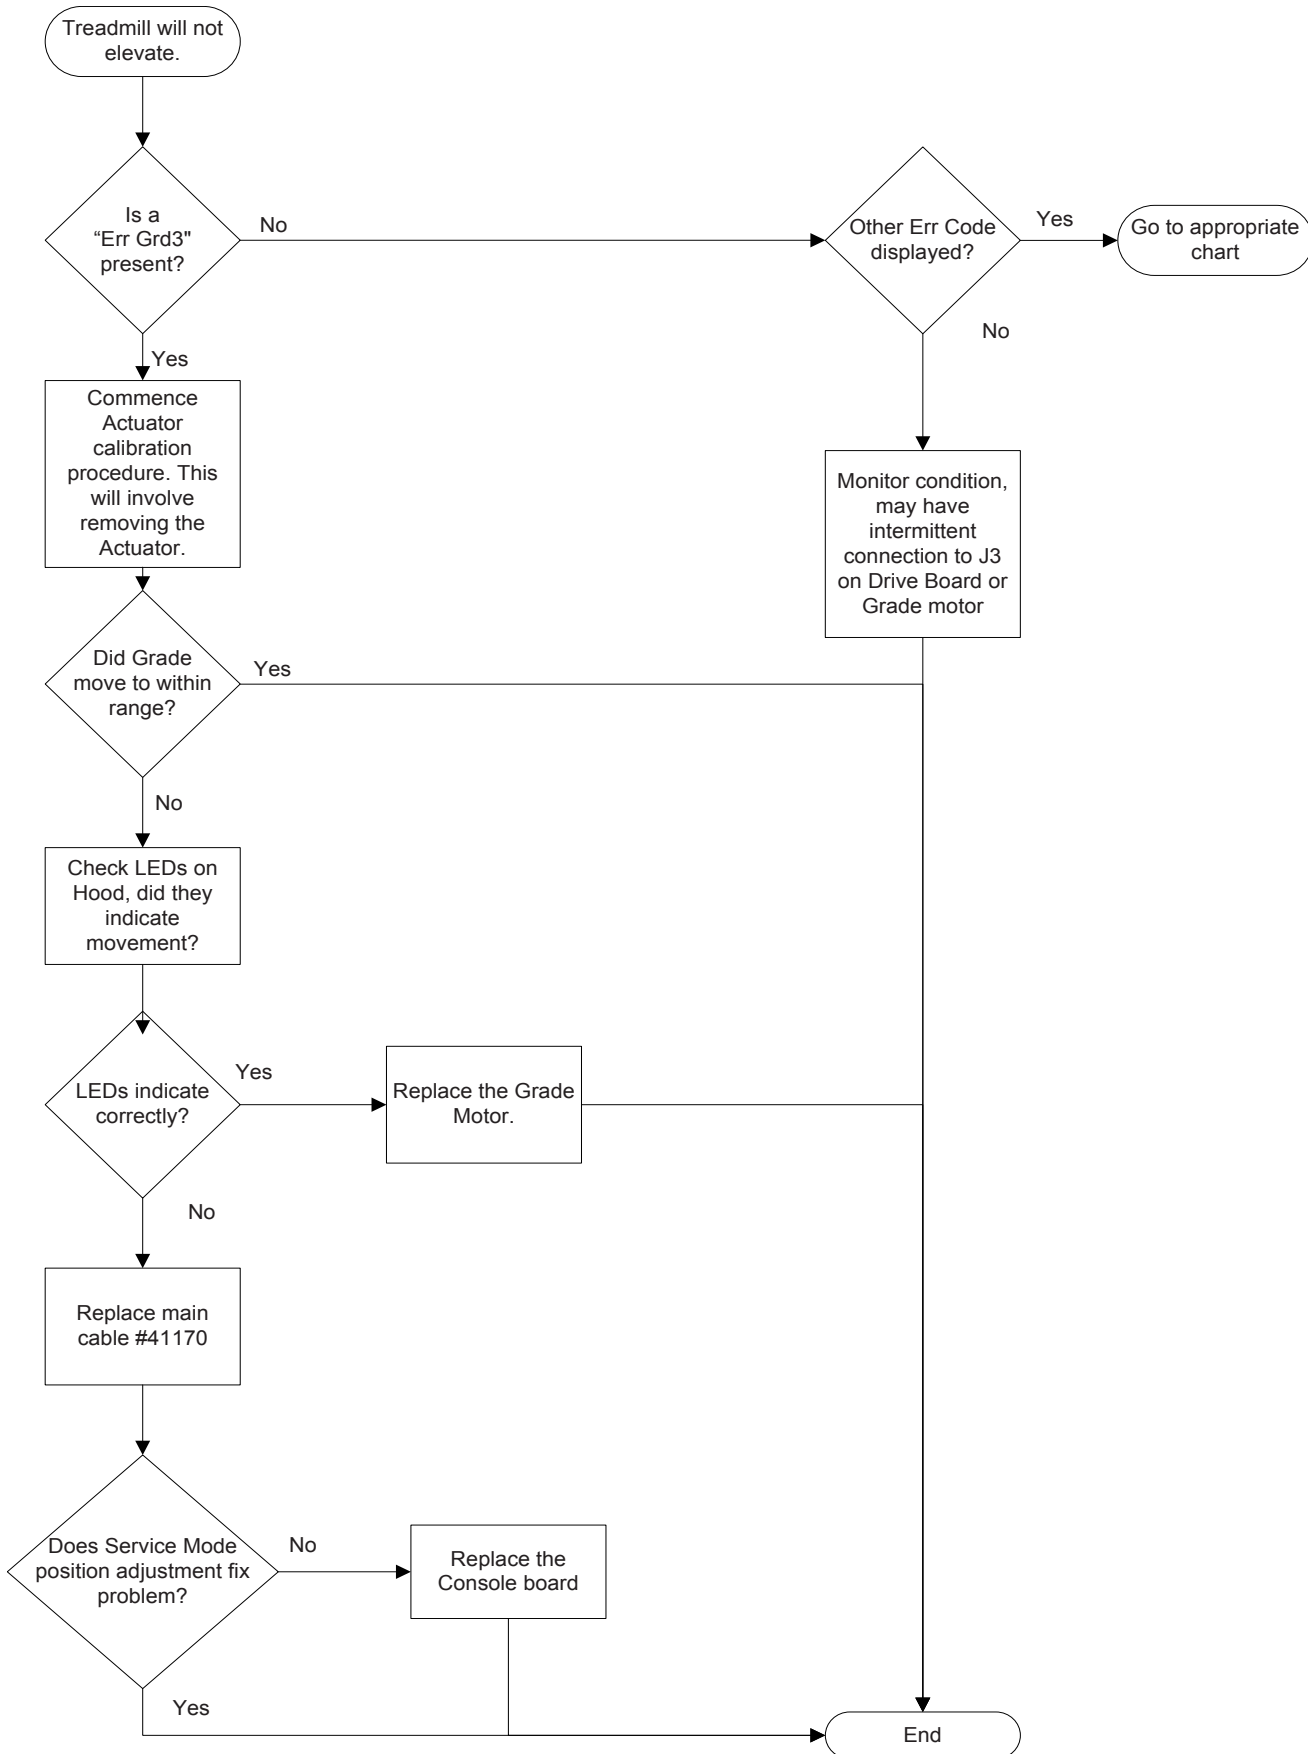 Treadmill will not
elevate.
Is a
“Err Grd3"
present?
No
Other Err Code
displayed?
Yes
Go to appropriate
chart
Yes
No
Commence
Actuator
calibration
procedure. This
will involve
removing the
Actuator.
Monitor condition,
may have
intermittent
connection to J3
on Drive Board or
Grade motor
Did Grade
move to within
range?
Yes
No
Check LEDs on
Hood, did they
indicate
movement?
LEDs indicate
correctly?
Yes
Replace the Grade
Motor.
No
Replace main
cable #41170
Does Service Mode
position adjustment fix
problem?
No
Replace the
Console board
Yes
End